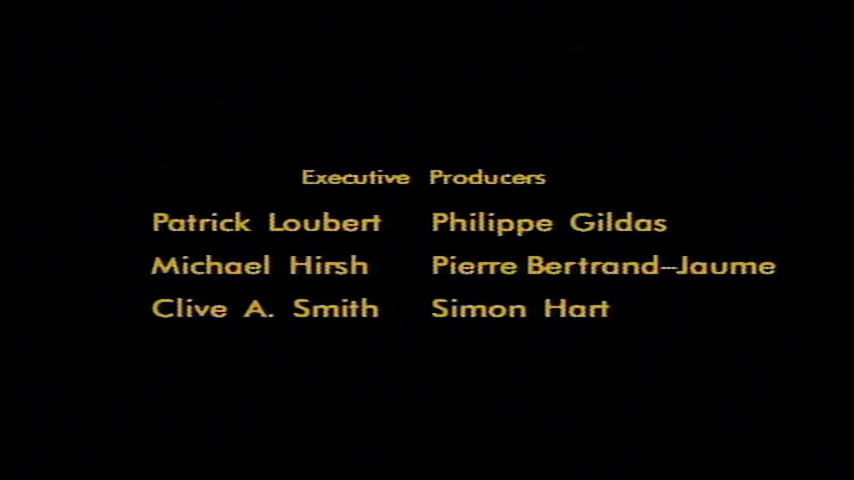 Executive Producers
Patrick Loubert Philippe Gildas
Michael Hirsh Pierre Bertrand-Jaume
Clive A. Smith Simon Hart